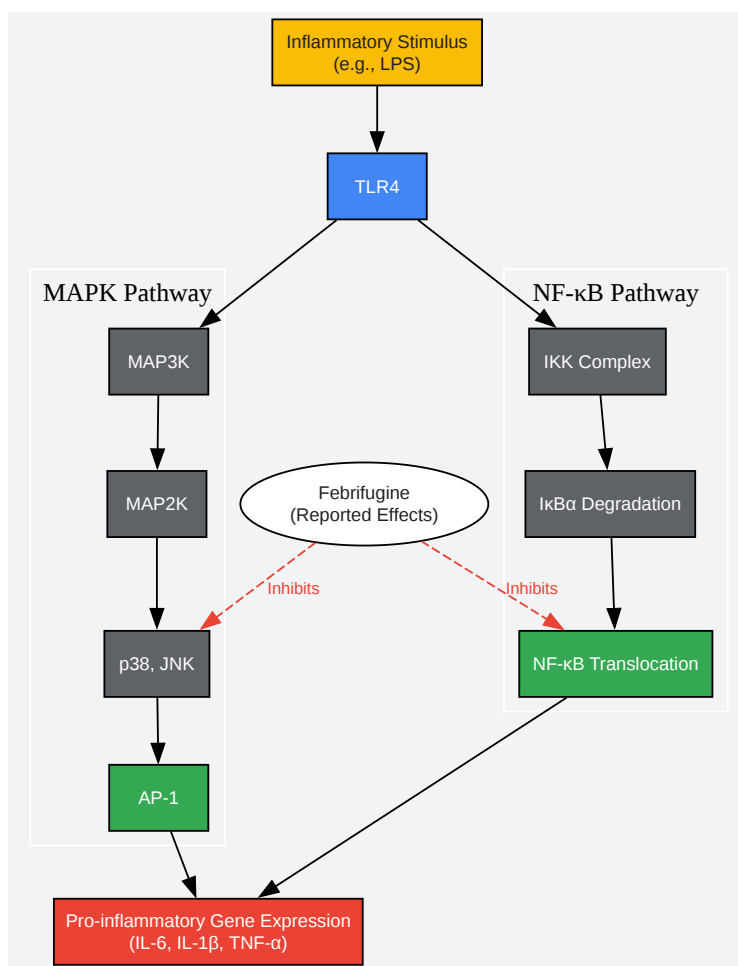 Inflammatory Stimulus
(e.g., LPS)
TLR4
MAPK Pathway
NF-κB Pathway
MAP3K
IKK Complex
MAP2K
Febrifugine
(Reported Effects)
IκBα Degradation
Inhibits
Inhibits
p38, JNK
NF-κB Translocation
AP-1
Pro-inflammatory Gene Expression
(IL-6, IL-1β, TNF-α)